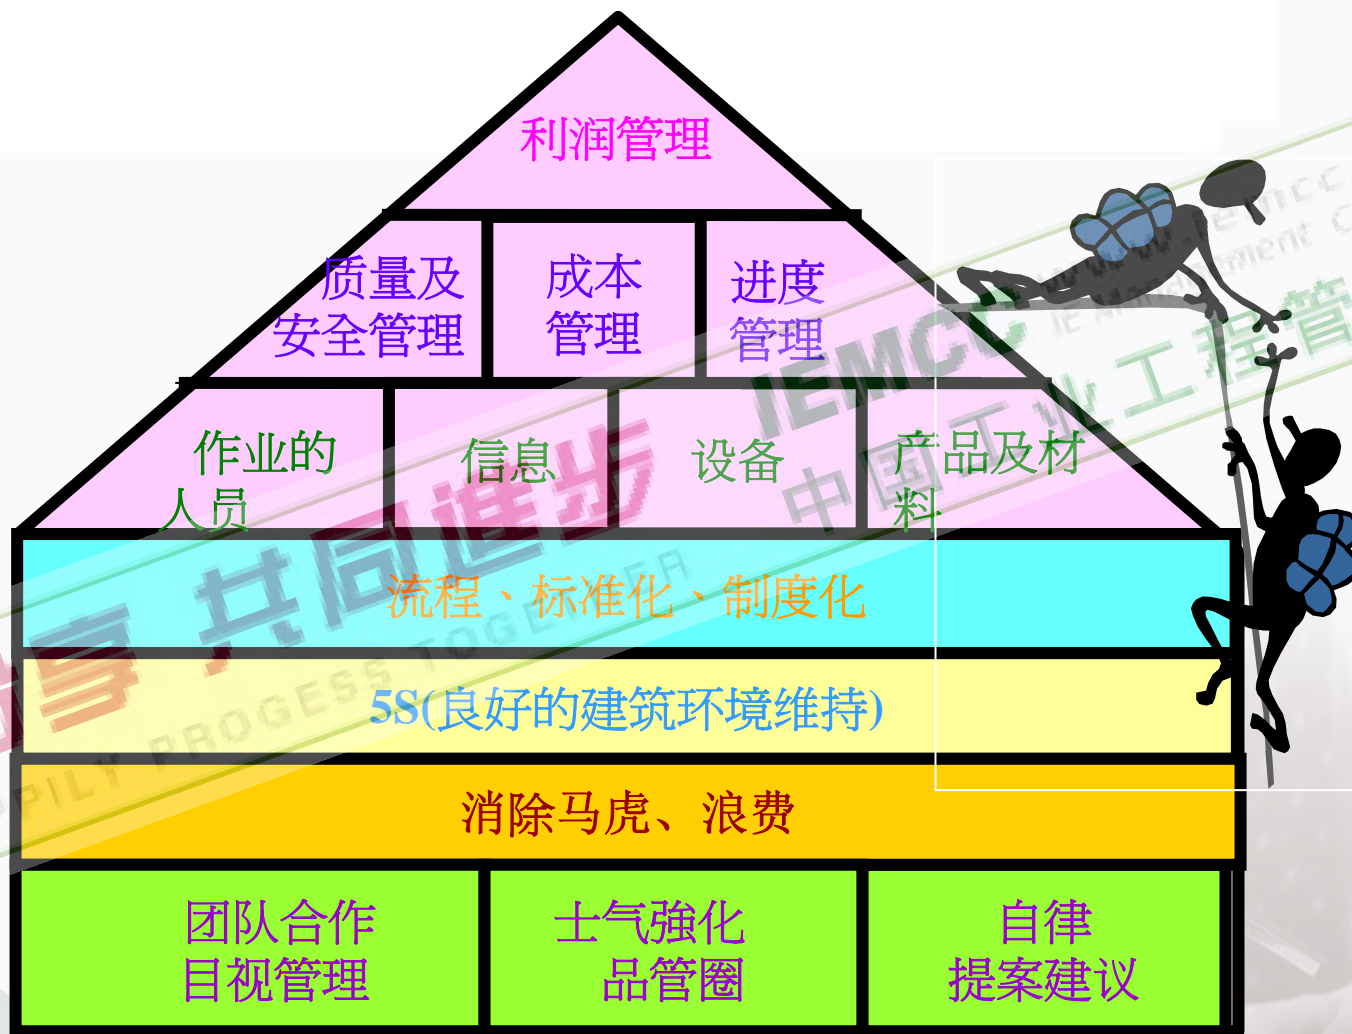 利润管理
质量及
安全管理
成本
管理
进度
管理
作业的
人员
信息
设备
产品及材
料
流程、标准化、制度化
5S(良好的建筑环境维持)
消除马虎、浪费
团队合作
目视管理
士气強化
品管圈
自律
提案建议
享 共同進步
PROGESS TOGETHER
IEMCC
中国工业工程管